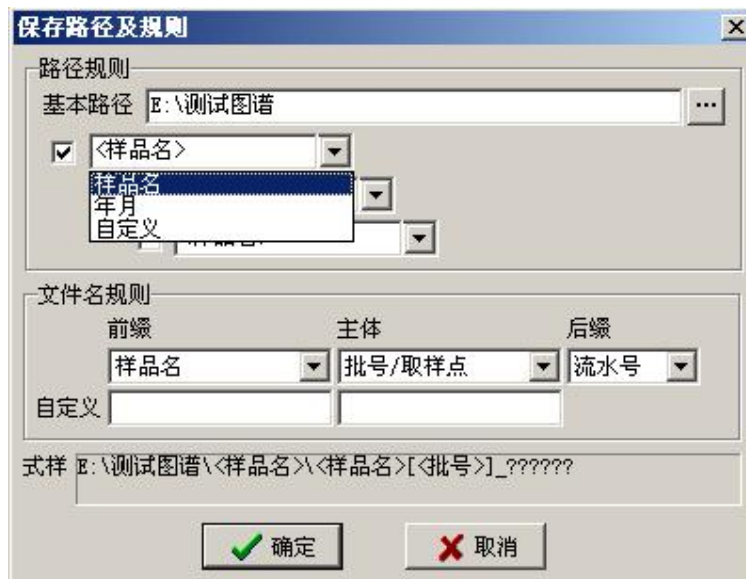 保存路径及规则
路径规则
基本路径 E:\测试图谱 ...
<样品名>
样品名
年月
自定义
文件名规则
前缀 主体 后缀
样品名 批号/取样点 流水号
自定义
式样 E:\测试图谱\<样品名>\<样品名>[<批号>]_??????
确定 取消